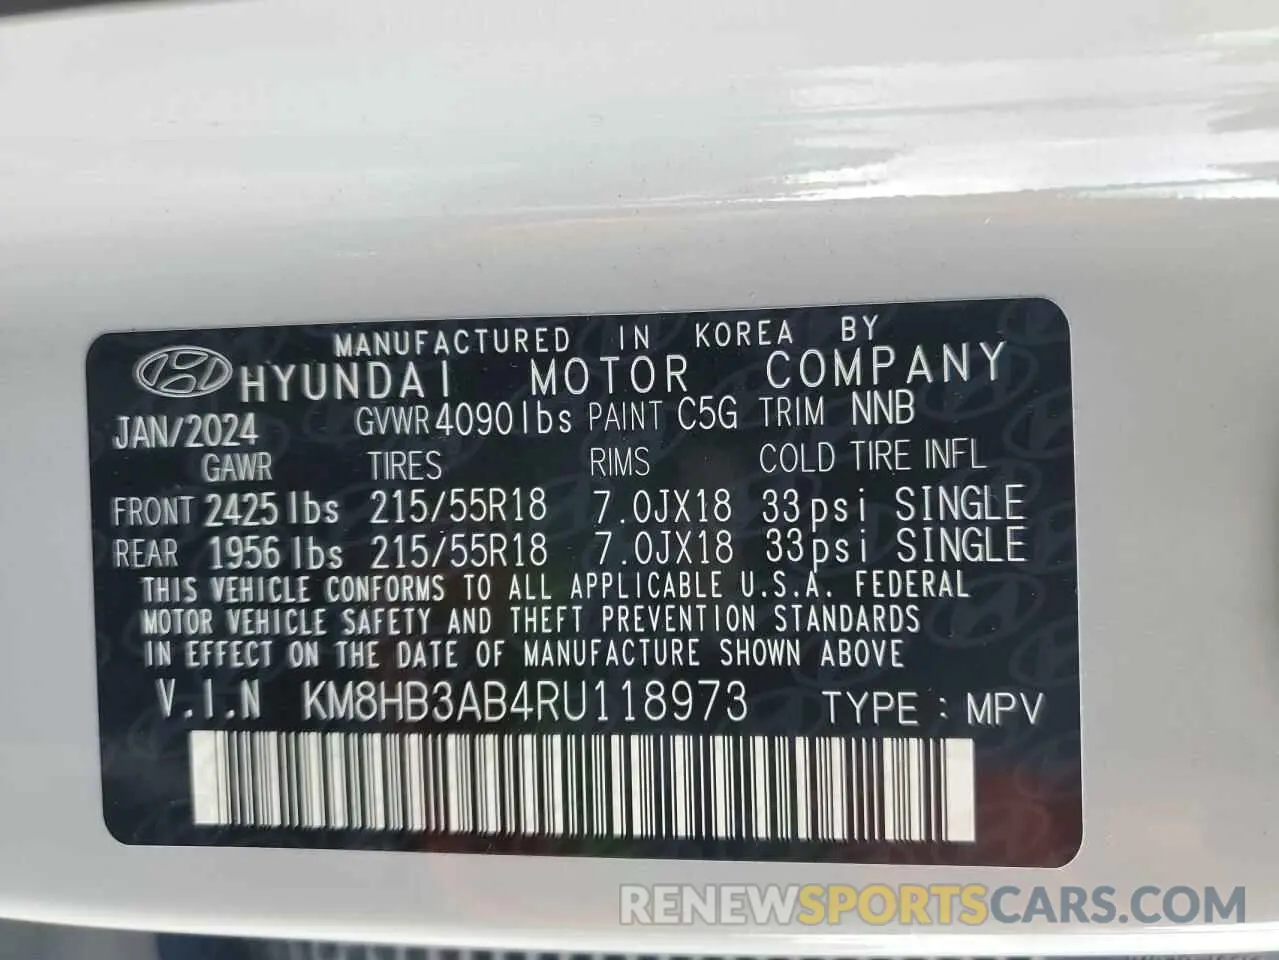 MANUFACTURED IN KOREA BY
HYUNDAI MOTOR COMPANY
JAN/2024 GVWR 4090lbs PAINT C5G TRIM NNB
GAWR TIRES RIMS COLD TIRE INFL
FRONT 2425 lbs 215/55R18 7.0JX18 33psi SINGLE
REAR 1956 lbs 215/55R18 7.0JX18 33psi SINGLE
THIS VEHICLE CONFORMS TO ALL APPLICABLE U.S.A. FEDERAL
MOTOR VEHICLE SAFETY AND THEFT PREVENTION STANDARDS
IN EFFECT ON THE DATE OF MANUFACTURE SHOWN ABOVE
V.I.N KM8HB3AB4RU118973 TYPE : MPV
RENEWSPORTSCARS.COM